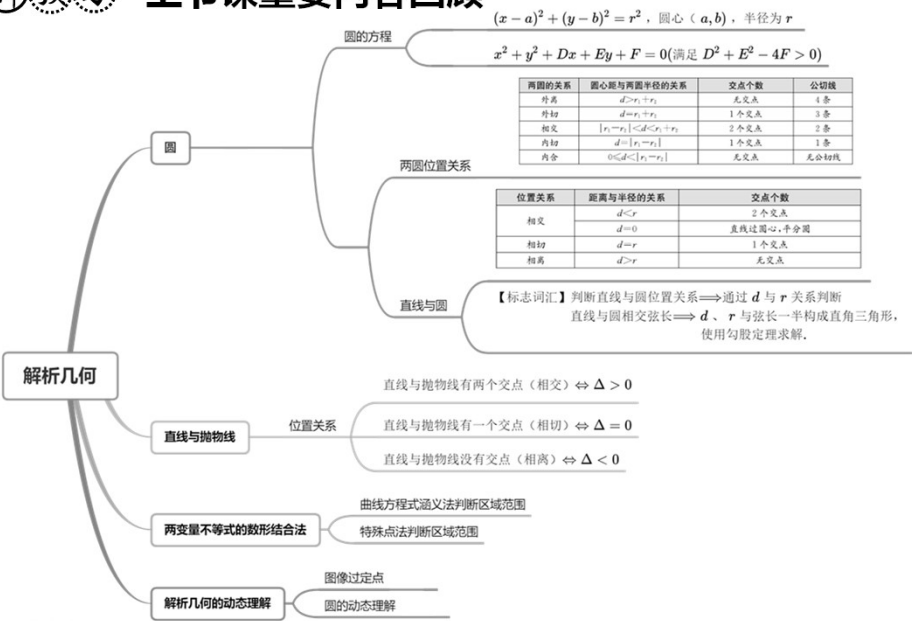 圆的方程
(x − a)² + (y − b)² = r² ，圆心（ a, b ），半径为 r
x² + y² + Dx + Ey + F = 0(满足 D² + E² − 4F > 0)
两圆的关系 圆心距与两圆半径的关系 交点个数 公切线
外离 d>r₁+r₂ 无交点 4 条
外切 d=r₁+r₂ 1 个交点 3 条
相交 |r₁−r₂|<d<r₁+r₂ 2 个交点 2 条
内切 d=|r₁−r₂| 1 个交点 1 条
内含 0⩽d<|r₁−r₂| 无交点 无公切线
圆
两圆位置关系
位置关系 距离与半径的关系 交点个数
相交 d<r 2 个交点
d=0 直线过圆心,平分圆
相切 d=r 1 个交点
相离 d>r 无交点
直线与圆
【标志词汇】判断直线与圆位置关系⟹通过 d 与 r 关系判断
直线与圆相交弦长⟹ d 、 r 与弦长一半构成直角三角形，
使用勾股定理求解.
解析几何
直线与抛物线
位置关系
直线与抛物线有两个交点（相交）⇔ Δ > 0
直线与抛物线有一个交点（相切）⇔ Δ = 0
直线与抛物线没有交点（相离）⇔ Δ < 0
两变量不等式的数形结合法
曲线方程式涵义法判断区域范围
特殊点法判断区域范围
解析几何的动态理解
图像过定点
圆的动态理解